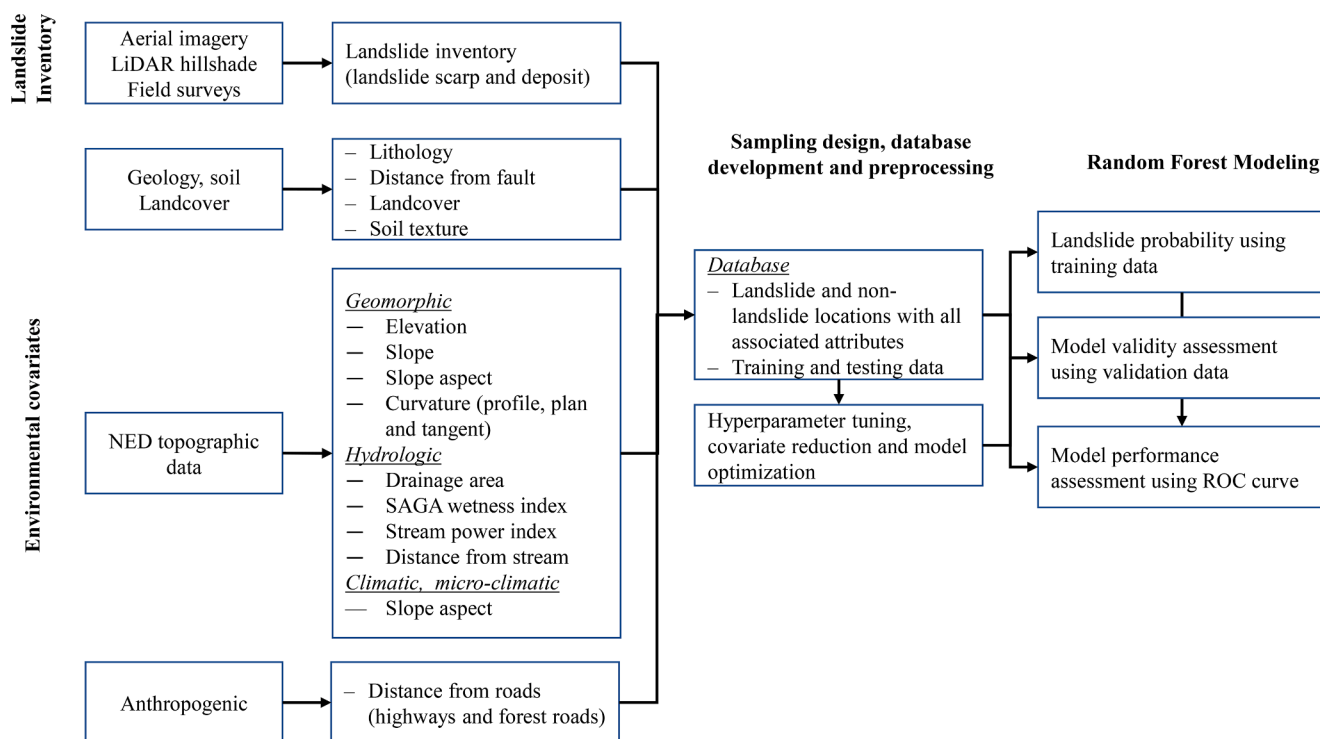 Landslide
Inventory
Aerial imagery
LiDAR hillshade
Field surveys
Landslide inventory
(landslide scarp and deposit)
Environmental covariates
Geology, soil
Landcover
– Lithology
– Distance from fault
– Landcover
– Soil texture
NED topographic
data
Geomorphic
— Elevation
— Slope
— Slope aspect
— Curvature (profile, plan
and tangent)
Hydrologic
— Drainage area
— SAGA wetness index
— Stream power index
— Distance from stream
Climatic, micro-climatic
— Slope aspect
Anthropogenic
– Distance from roads
(highways and forest roads)
Sampling design, database
development and preprocessing
Database
– Landslide and non-
landslide locations with all
associated attributes
– Training and testing data
Hyperparameter tuning,
covariate reduction and model
optimization
Random Forest Modeling
Landslide probability using
training data
Model validity assessment
using validation data
Model performance
assessment using ROC curve